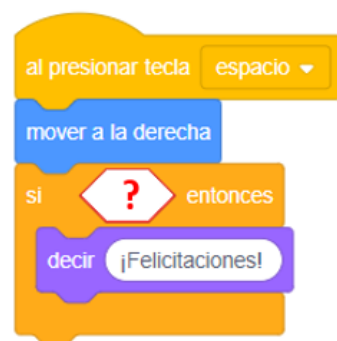 al presionar tecla espacio
mover a la derecha
si ? entonces
decir ¡Felicitaciones!